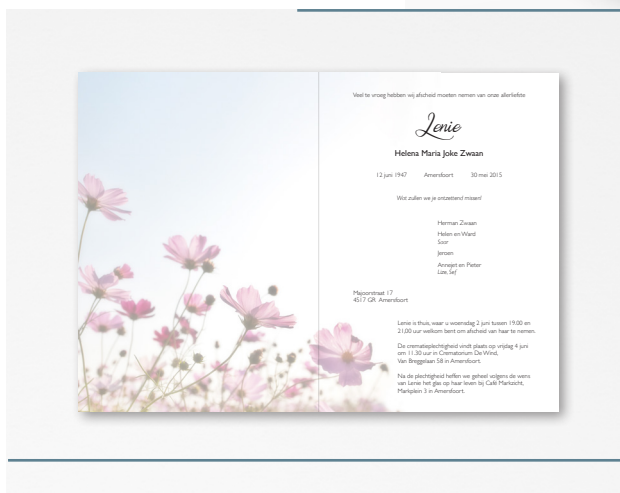 Veel te vroeg hebben wij afscheid moeten nemen van onze allerliefste
Lenie
Helena Maria Joke Zwaan
12 juni 1947 Amersfoort 30 mei 2015
Wat zullen we je ontzettend missen!
Herman Zwaan
Helen en Ward
Soor
Jeroen
Annejet en Pieter
Lize, Sef
Majoorstraat 17
4517 GR Amersfoort
Lenie is thuis, waar u woensdag 2 juni tussen 19.00 en
21.00 uur welkom bent om afscheid van haar te nemen.
De crematieplechtigheid vindt plaats op vrijdag 4 juni
om 11.30 uur in Crematorium De Wind,
Van Breggelaan 58 in Amersfoort.
Na de plechtigheid heffen we geheel volgens de wens
van Lenie het glas op haar leven bij Café Markzicht,
Markplein 3 in Amersfoort.